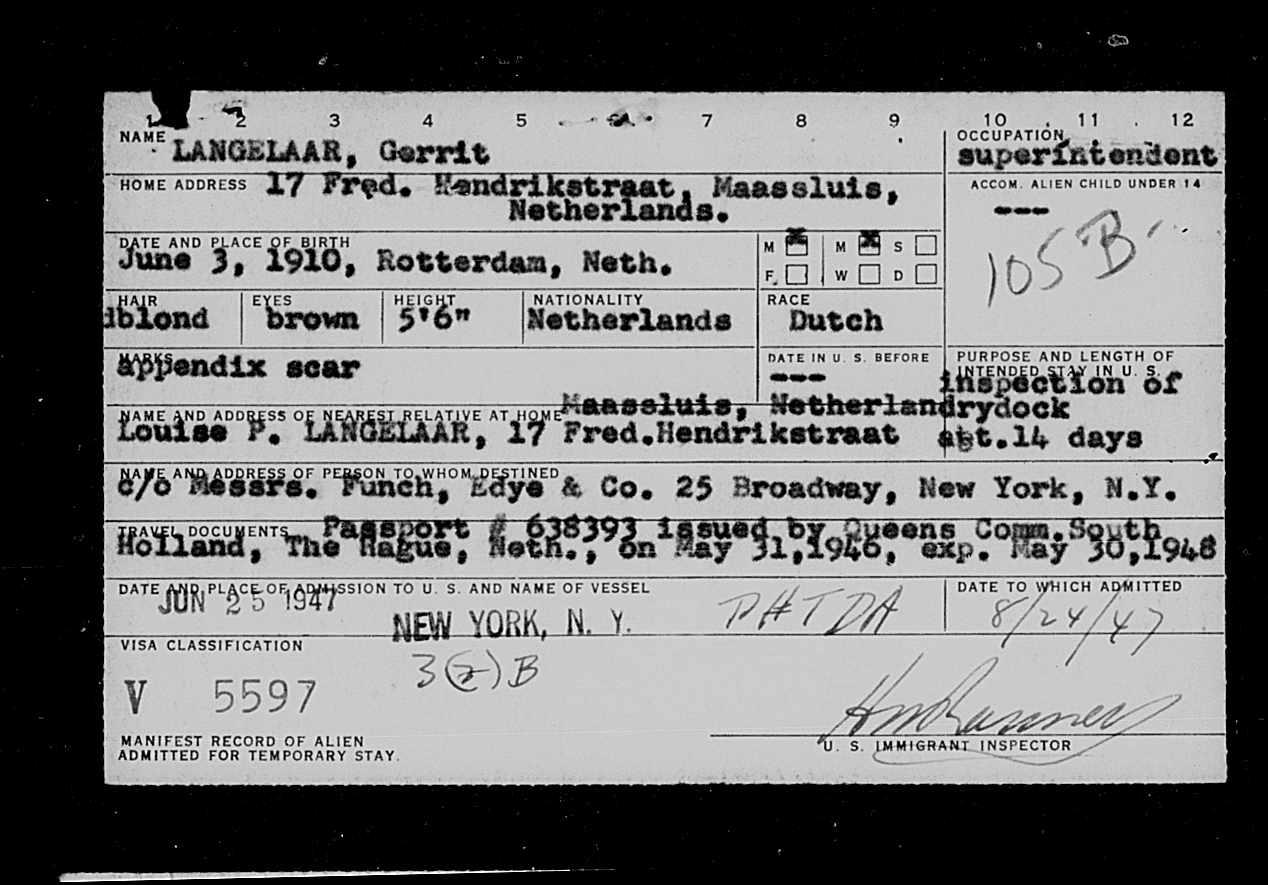 1 2 3 4 5 7 8 9 10 11 12
NAME LANGELAAR, Gerrit
OCCUPATION superintendent
HOME ADDRESS 17 Fred. Hendrikstraat, Maassluis,
Netherlands.
ACCOM. ALIEN CHILD UNDER 14
---
105 B
DATE AND PLACE OF BIRTH
June 3, 1910, Rotterdam, Neth.
M M S
F W D
HAIR EYES HEIGHT NATIONALITY RACE
dblond brown 5'6" Netherlands Dutch
MARKS
appendix scar
DATE IN U. S. BEFORE
---
PURPOSE AND LENGTH OF
INTENDED STAY IN U. S.
inspection of
drydock
abt.14 days
NAME AND ADDRESS OF NEAREST RELATIVE AT HOME Maassluis, Netherlan
Louise P. LANGELAAR, 17 Fred.Hendrikstraat
NAME AND ADDRESS OF PERSON TO WHOM DESTINED
c/o Messrs. Funch, Edye & Co. 25 Broadway, New York, N.Y.
TRAVEL DOCUMENTS Passport # 638393 issued by Queens Comm.South
Holland, The Hague, Neth., on May 31,1946, exp. May 30,1948
DATE AND PLACE OF ADMISSION TO U. S. AND NAME OF VESSEL
JUN 25 1947
NEW YORK, N. Y.
PHTDA
DATE TO WHICH ADMITTED
8/24/47
VISA CLASSIFICATION
3(2)B
V 5597
MANIFEST RECORD OF ALIEN
ADMITTED FOR TEMPORARY STAY.
U. S. IMMIGRANT INSPECTOR